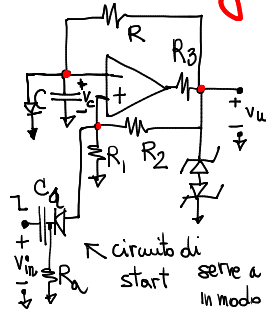 R
R3
C
+
Vc
-
+
R2
R1
+
Vu
-
Ca
+
Vin
-
Ra
circuito di
start
serve a
in modo